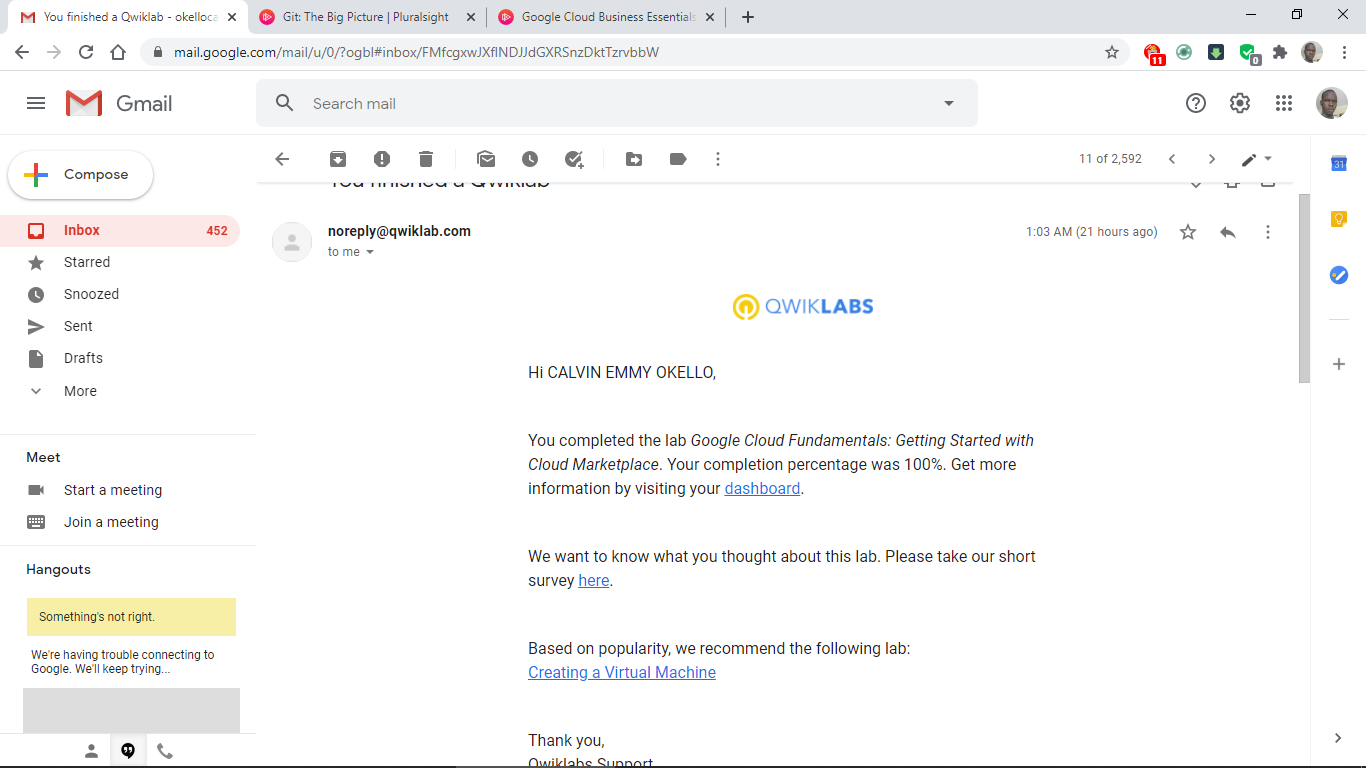 You finished a Qwiklab - okelloca
Git: The Big Picture | Pluralsight
Google Cloud Business Essentials
mail.google.com/mail/u/0/?ogbl#inbox/FMfcgxwJXflNDJJdGXRSnzDktTzrvbbW
11
0
Gmail
Search mail
Compose
11 of 2,592
31
You finished a Qwiklab
Inbox 452
noreply@qwiklab.com
1:03 AM (21 hours ago)
to me
Starred
Snoozed
Sent
Drafts
More
QWIKLABS
Hi CALVIN EMMY OKELLO,
You completed the lab Google Cloud Fundamentals: Getting Started with
Cloud Marketplace. Your completion percentage was 100%. Get more
information by visiting your dashboard.
We want to know what you thought about this lab. Please take our short
survey here.
Based on popularity, we recommend the following lab:
Creating a Virtual Machine
Thank you,
Qwiklabs Support
Meet
Start a meeting
Join a meeting
Hangouts
Something's not right.
We're having trouble connecting to
Google. We'll keep trying...